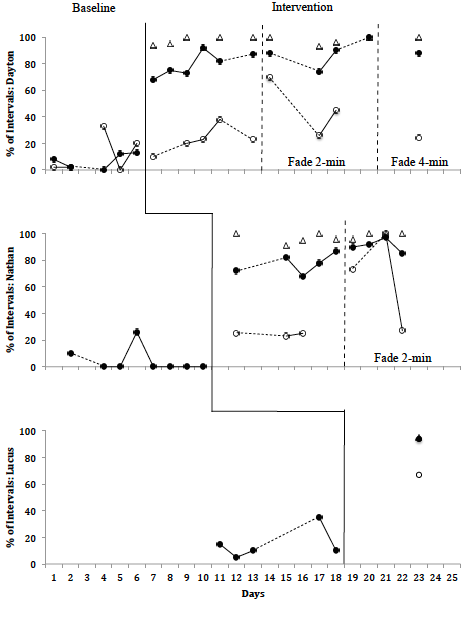 Baseline Intervention
% of Intervals: Dayton
100
80
60
40
20
0
Fade 2-min Fade 4-min
% of Intervals: Nathan
100
80
60
40
20
0
Fade 2-min
% of Intervals: Lucus
100
80
60
40
20
0
1 2 3 4 5 6 7 8 9 10 11 12 13 14 15 16 17 18 19 20 21 22 23 24 25
Days